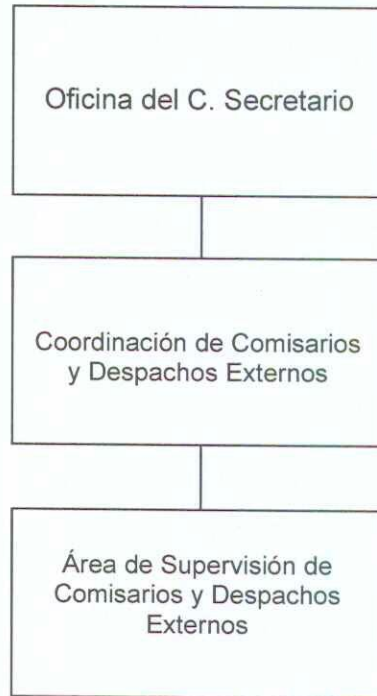 Oficina del C. Secretario
Coordinación de Comisarios
y Despachos Externos
Área de Supervisión de
Comisarios y Despachos
Externos